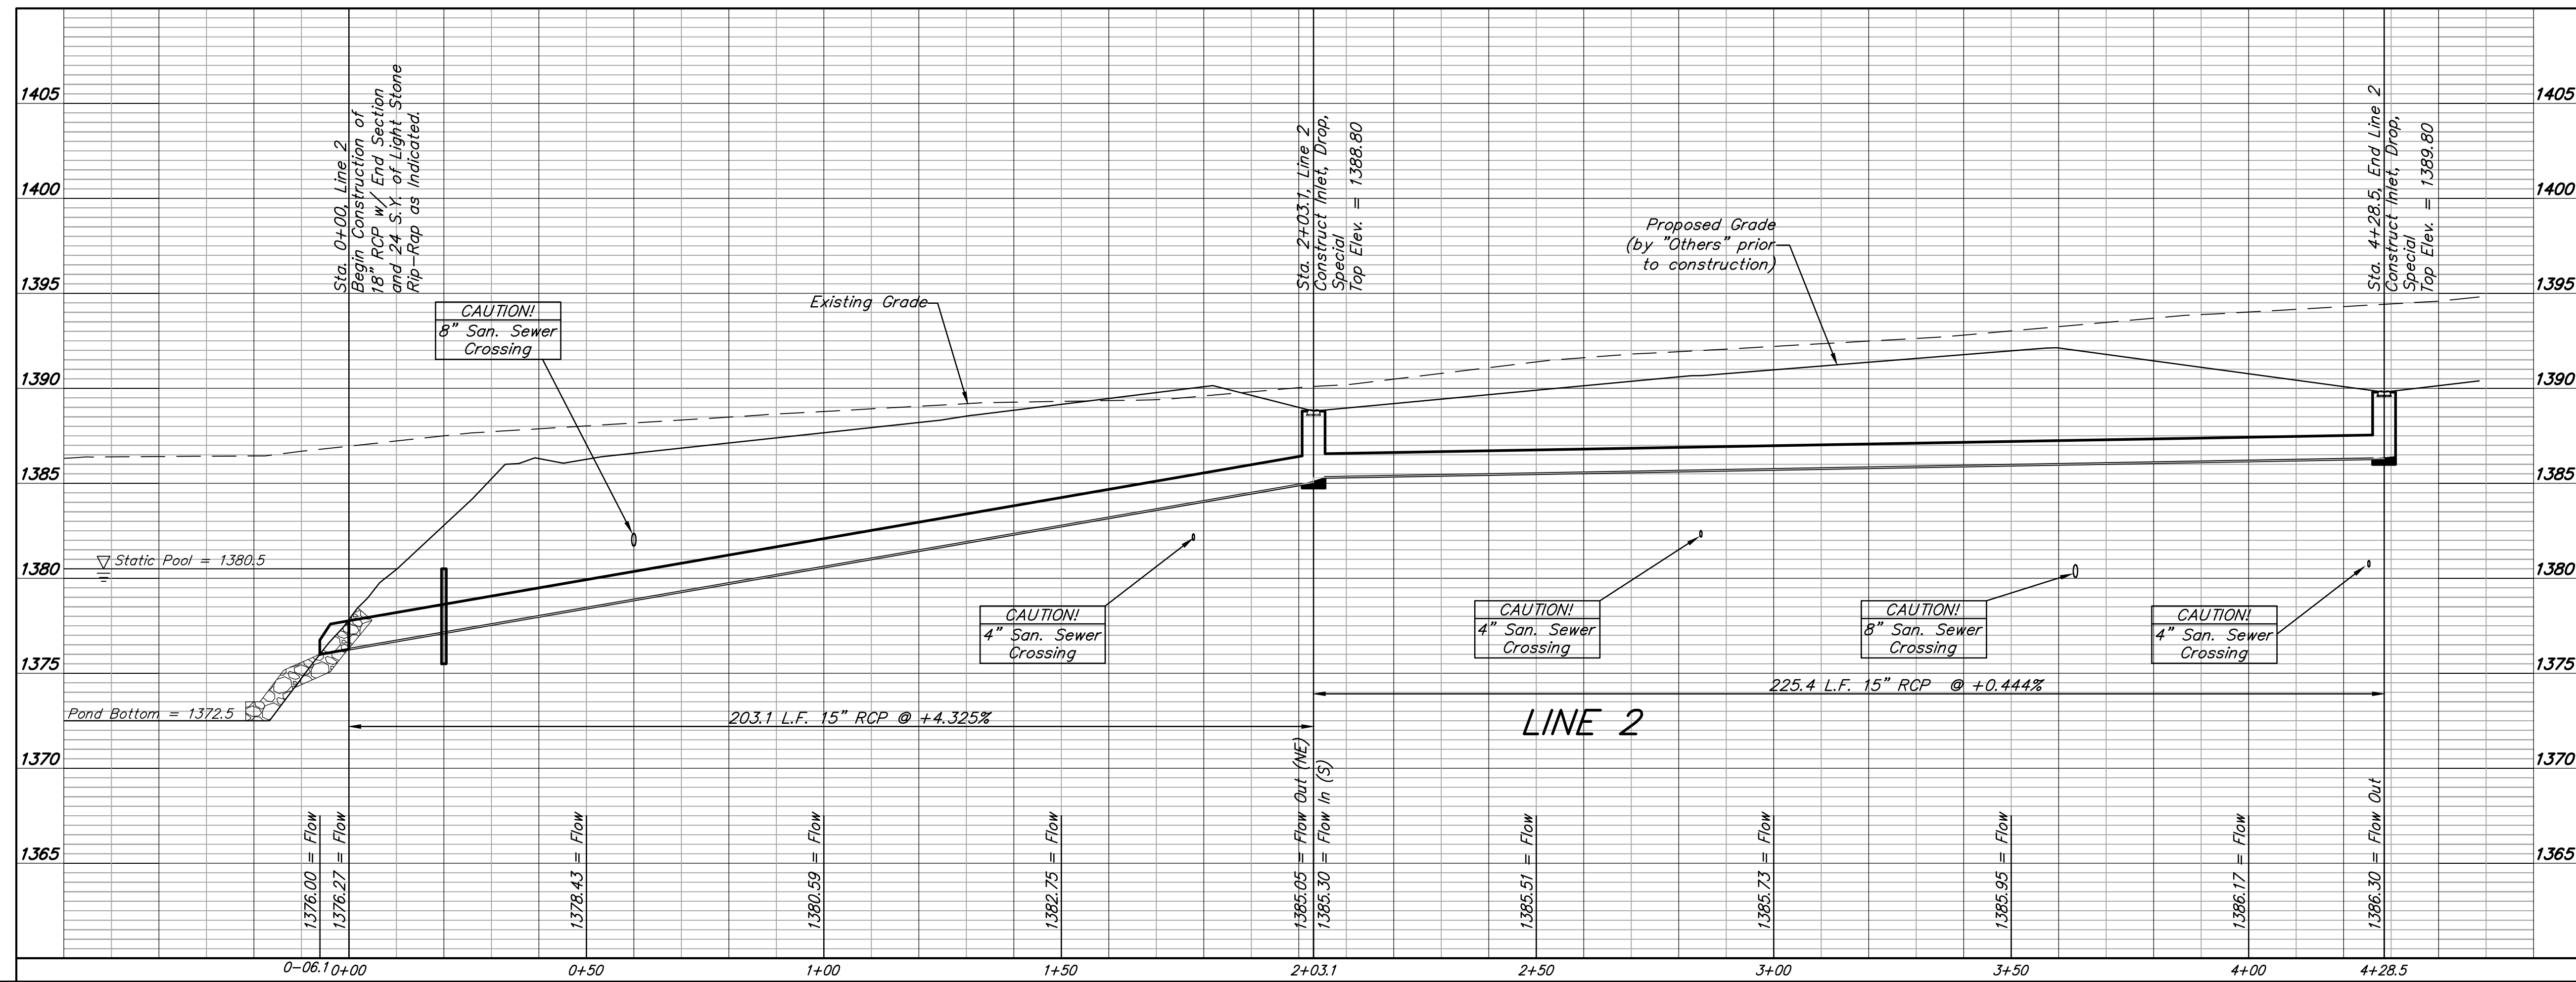 1405
1400
1395
1390
1385
1380
1375
1370
1365
Sta. 0+00, Line 2
Begin Construction of
18" RCP w/ End Section
and 24 S.Y. of Light Stone
Rip-Rap as Indicated.
CAUTION!
8" San. Sewer
Crossing
Existing Grade
Sta. 2+03.1, Line 2
Construct Inlet, Drop,
Special
Top Elev. = 1388.80
Proposed Grade
(by "Others" prior
to construction)
Sta. 4+28.5, End Line 2
Construct Inlet, Drop,
Special
Top Elev. = 1389.80
1405
1400
1395
1390
1385
1380
1375
1370
1365
Static Pool = 1380.5
Pond Bottom = 1372.5
CAUTION!
4" San. Sewer
Crossing
CAUTION!
4" San. Sewer
Crossing
CAUTION!
8" San. Sewer
Crossing
CAUTION!
4" San. Sewer
Crossing
203.1 L.F. 15" RCP @ +4.325%
225.4 L.F. 15" RCP @ +0.444%
LINE 2
1376.00 = Flow
1376.27 = Flow
1378.43 = Flow
1380.59 = Flow
1382.75 = Flow
1385.05 = Flow Out (NE)
1385.30 = Flow In (S)
1385.51 = Flow
1385.73 = Flow
1385.95 = Flow
1386.17 = Flow
1386.30 = Flow Out
0-06.1
0+00
0+50
1+00
1+50
2+03.1
2+50
3+00
3+50
4+00
4+28.5